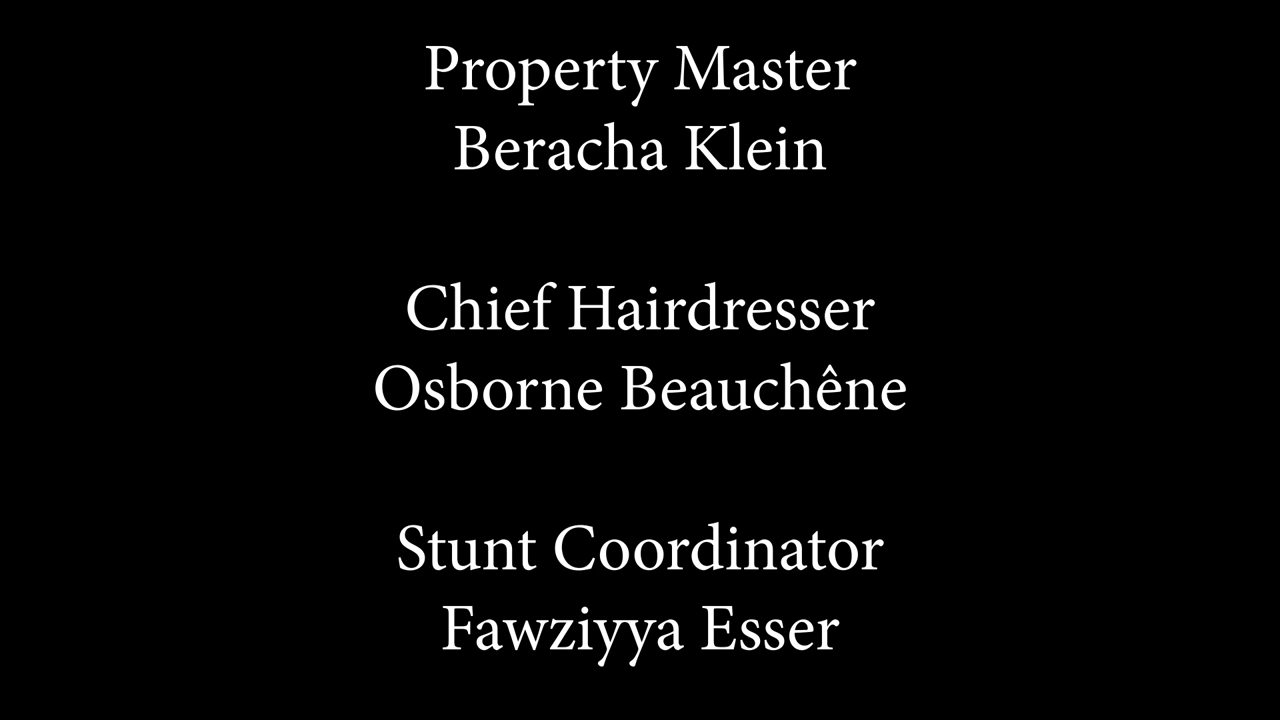 Property Master
Beracha Klein
Chief Hairdresser
Osborne Beauchêne
Stunt Coordinator
Fawziyya Esser